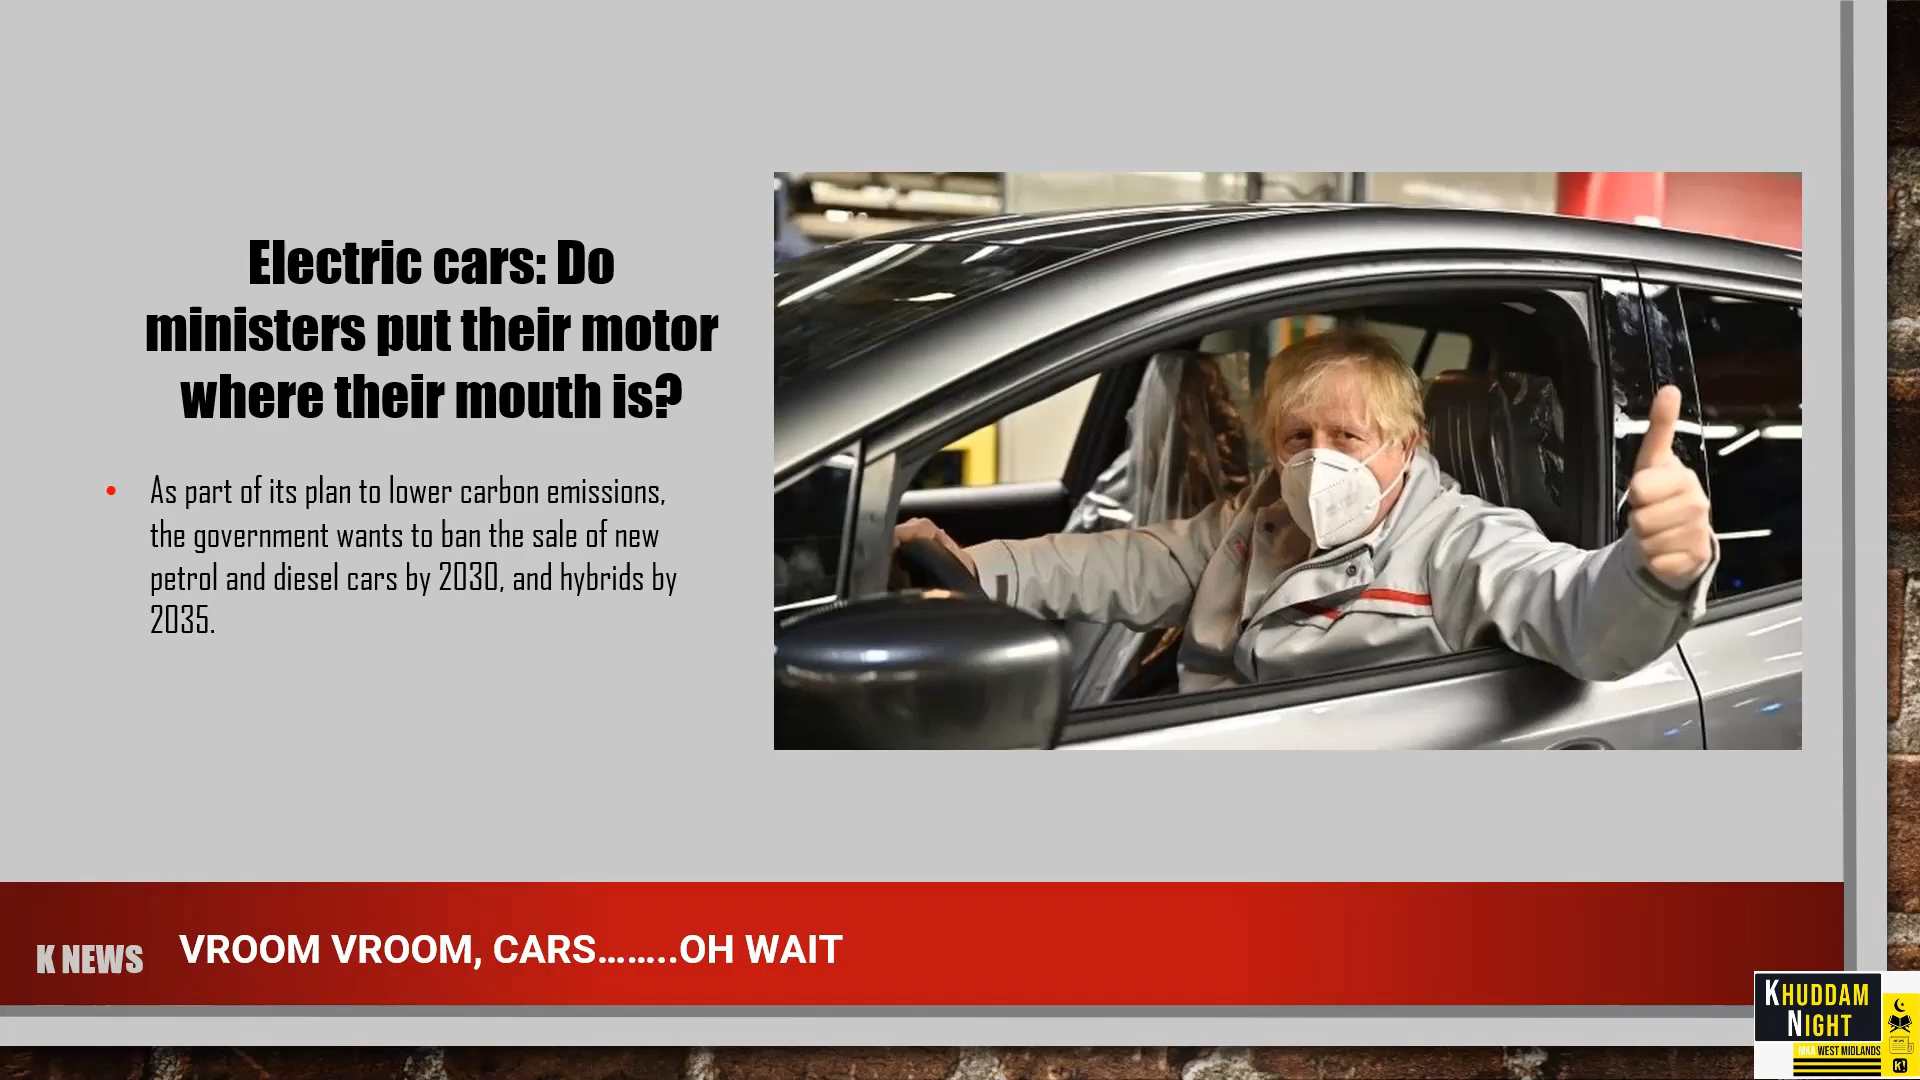 Electric cars: Do
ministers put their motor
where their mouth is?
• As part of its plan to lower carbon emissions,
the government wants to ban the sale of new
petrol and diesel cars by 2030, and hybrids by
2035.
K NEWS
VROOM VROOM, CARS……..OH WAIT
KHUDDAM
NIGHT
MKA WEST MIDLANDS
NEWS
K!